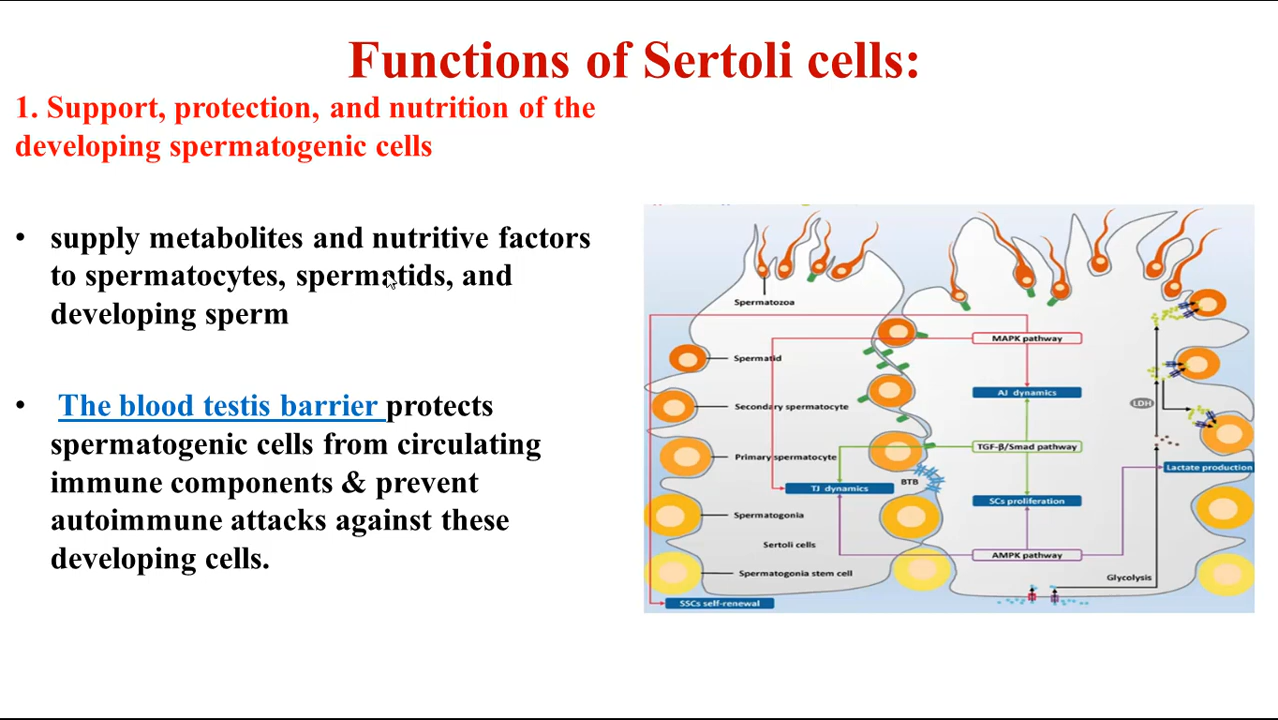 Functions of Sertoli cells:
1. Support, protection, and nutrition of the
developing spermatogenic cells
• supply metabolites and nutritive factors
to spermatocytes, spermatids, and
developing sperm
• The blood testis barrier protects
spermatogenic cells from circulating
immune components & prevent
autoimmune attacks against these
developing cells.
Spermatozoa
MAPK pathway
Spermatid
AJ dynamics
Secondary spermatocyte
LDH
TGF-β/Smad pathway
Primary spermatocyte
Lactate production
BTB
TJ dynamics
SCs proliferation
Spermatogonia
Sertoli cells
AMPK pathway
Spermatogonia stem cell
Glycolysis
SSCs self-renewal